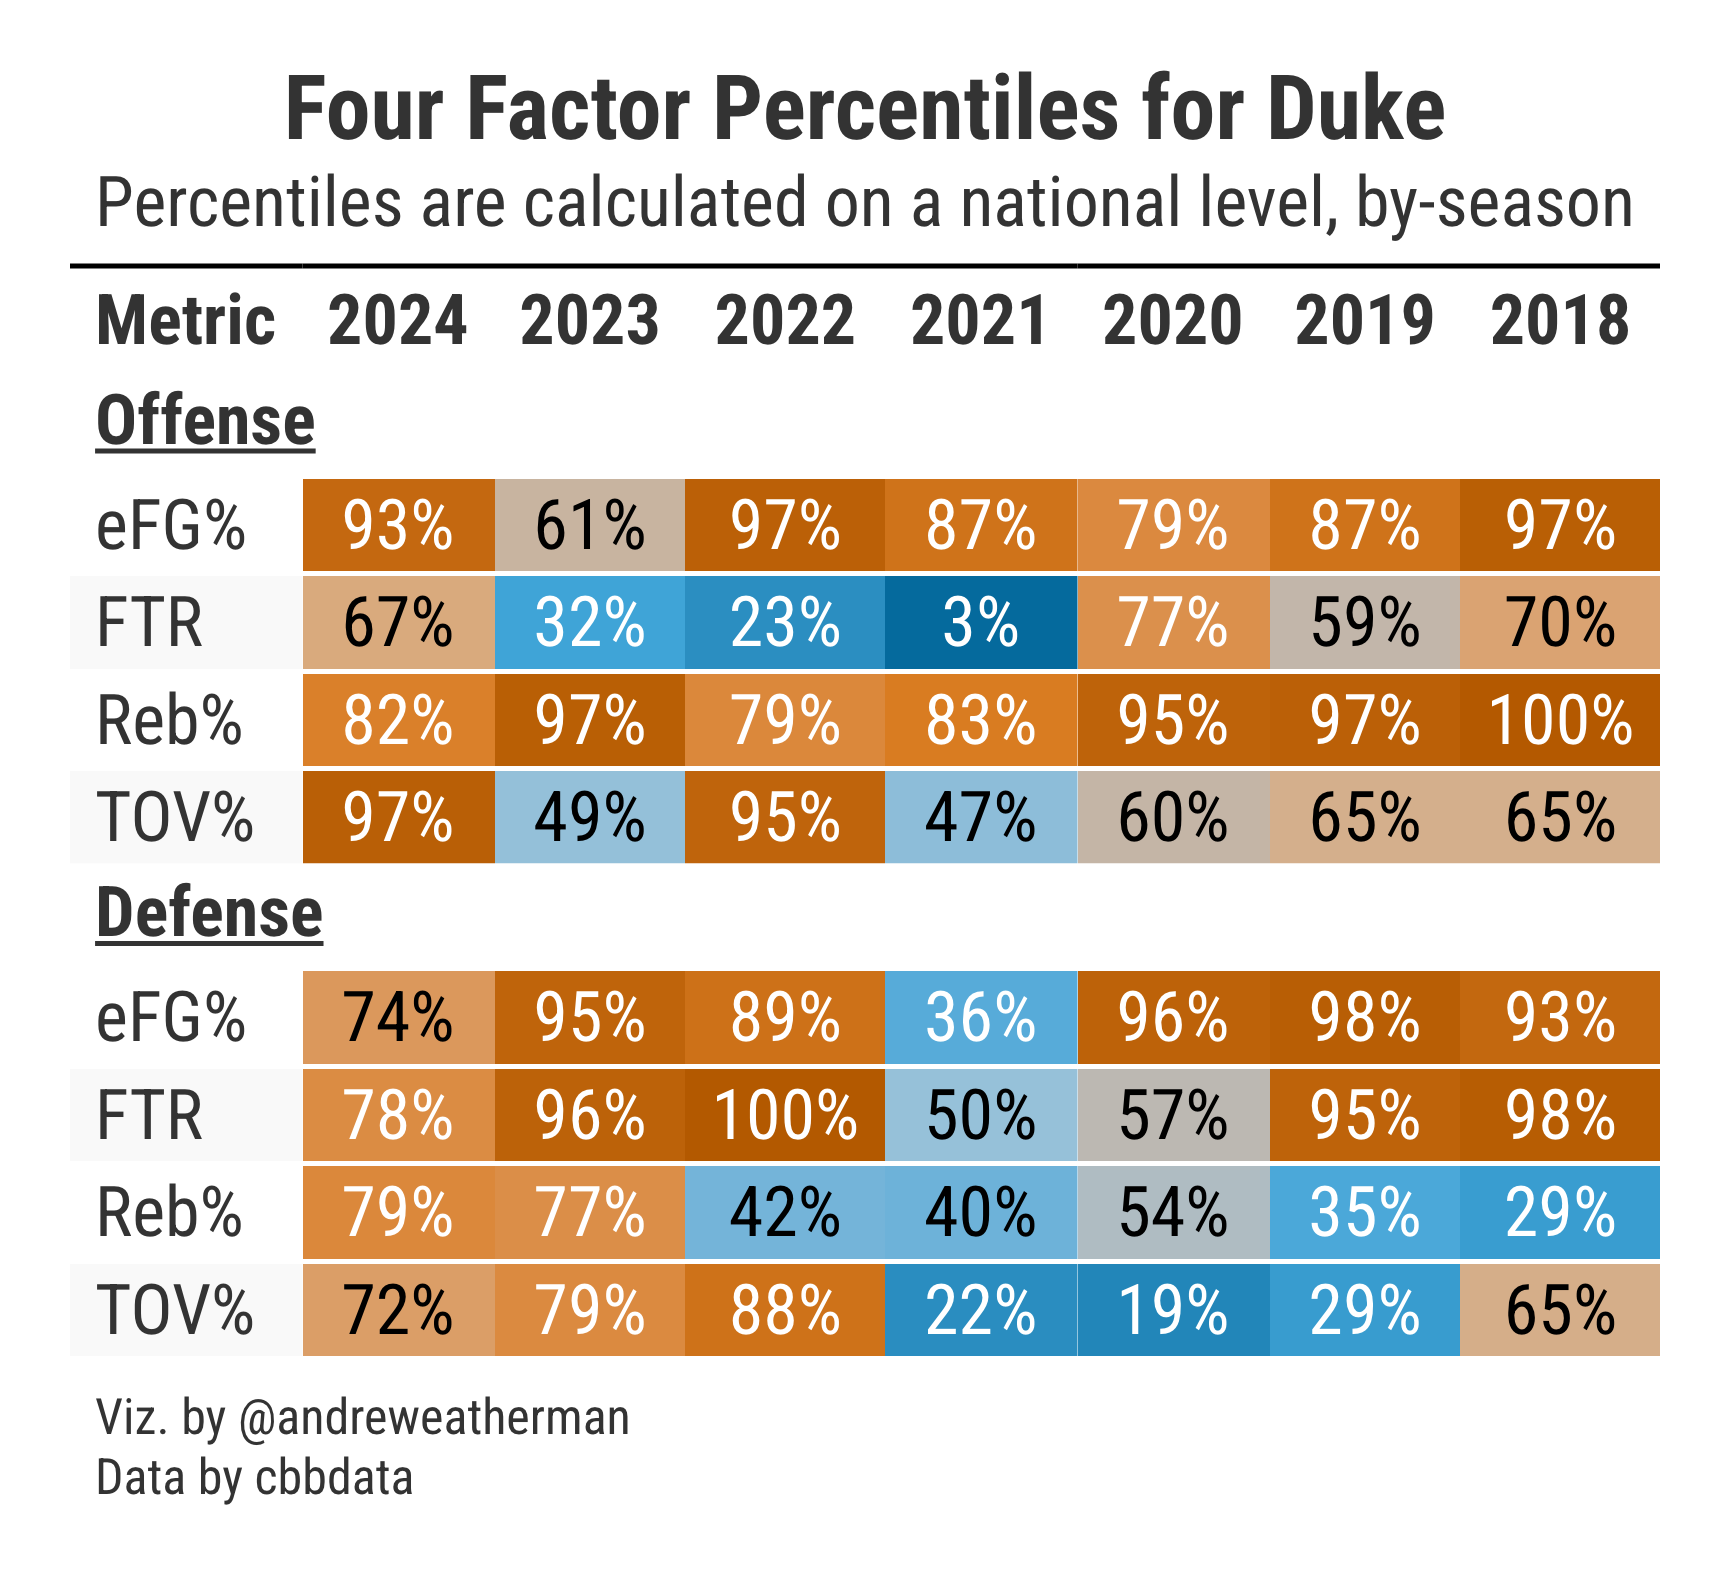 Four Factor Percentiles for Duke
Percentiles are calculated on a national level, by-season
Metric 2024 2023 2022 2021 2020 2019 2018
Offense
eFG% 93% 61% 97% 87% 79% 87% 97%
FTR 67% 32% 23% 3% 77% 59% 70%
Reb% 82% 97% 79% 83% 95% 97% 100%
TOV% 97% 49% 95% 47% 60% 65% 65%
Defense
eFG% 74% 95% 89% 36% 96% 98% 93%
FTR 78% 96% 100% 50% 57% 95% 98%
Reb% 79% 77% 42% 40% 54% 35% 29%
TOV% 72% 79% 88% 22% 19% 29% 65%
Viz. by @andreweatherman
Data by cbbdata